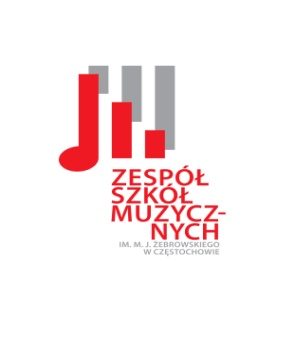 ZESPÓŁ
SZKÓŁ
MUZYCZ-
NYCH
IM. M. J. ŻEBROWSKIEGO
W CZĘSTOCHOWIE